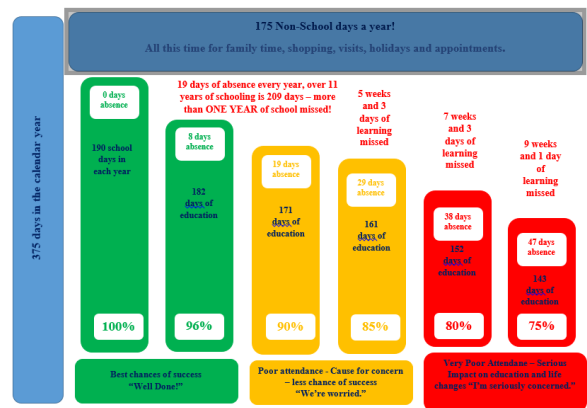 175 Non-School days a year!
All this time for family time, shopping, visits, holidays and appointments.
375 days in the calendar year
19 days of absence every year, over 11
years of schooling is 209 days – more
than ONE YEAR of school missed!
5 weeks
and 3
days of
learning
missed
7 weeks
and 3
days of
learning
missed
9 weeks
and 1 day
of
learning
missed
0 days
absence
190 school
days in
each year
100%
8 days
absence
182
days of
education
96%
19 days
absence
171
days of
education
90%
29 days
absence
161
days of
education
85%
38 days
absence
152
days of
education
80%
47 days
absence
143
days of
education
75%
Best chances of success
“Well Done!”
Poor attendance - Cause for concern
– less chance of success
“We’re worried.”
Very Poor Attendane – Serious
Impact on education and life
changes “I’m seriously concerned.”